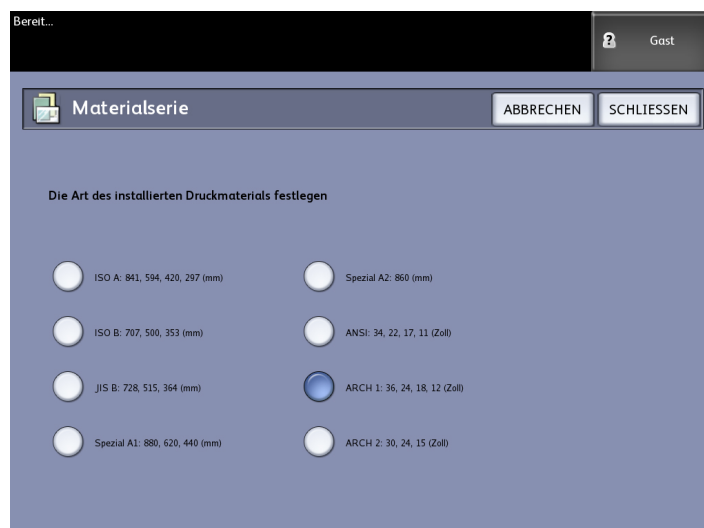 Bereit...
Gast
Materialserie
ABBRECHEN
SCHLIESSEN
Die Art des installierten Druckmaterials festlegen
ISO A: 841, 594, 420, 297 (mm)
Spezial A2: 860 (mm)
ISO B: 707, 500, 353 (mm)
ANSI: 34, 22, 17, 11 (Zoll)
JIS B: 728, 515, 364 (mm)
ARCH 1: 36, 24, 18, 12 (Zoll)
Spezial A1: 880, 620, 440 (mm)
ARCH 2: 30, 24, 15 (Zoll)